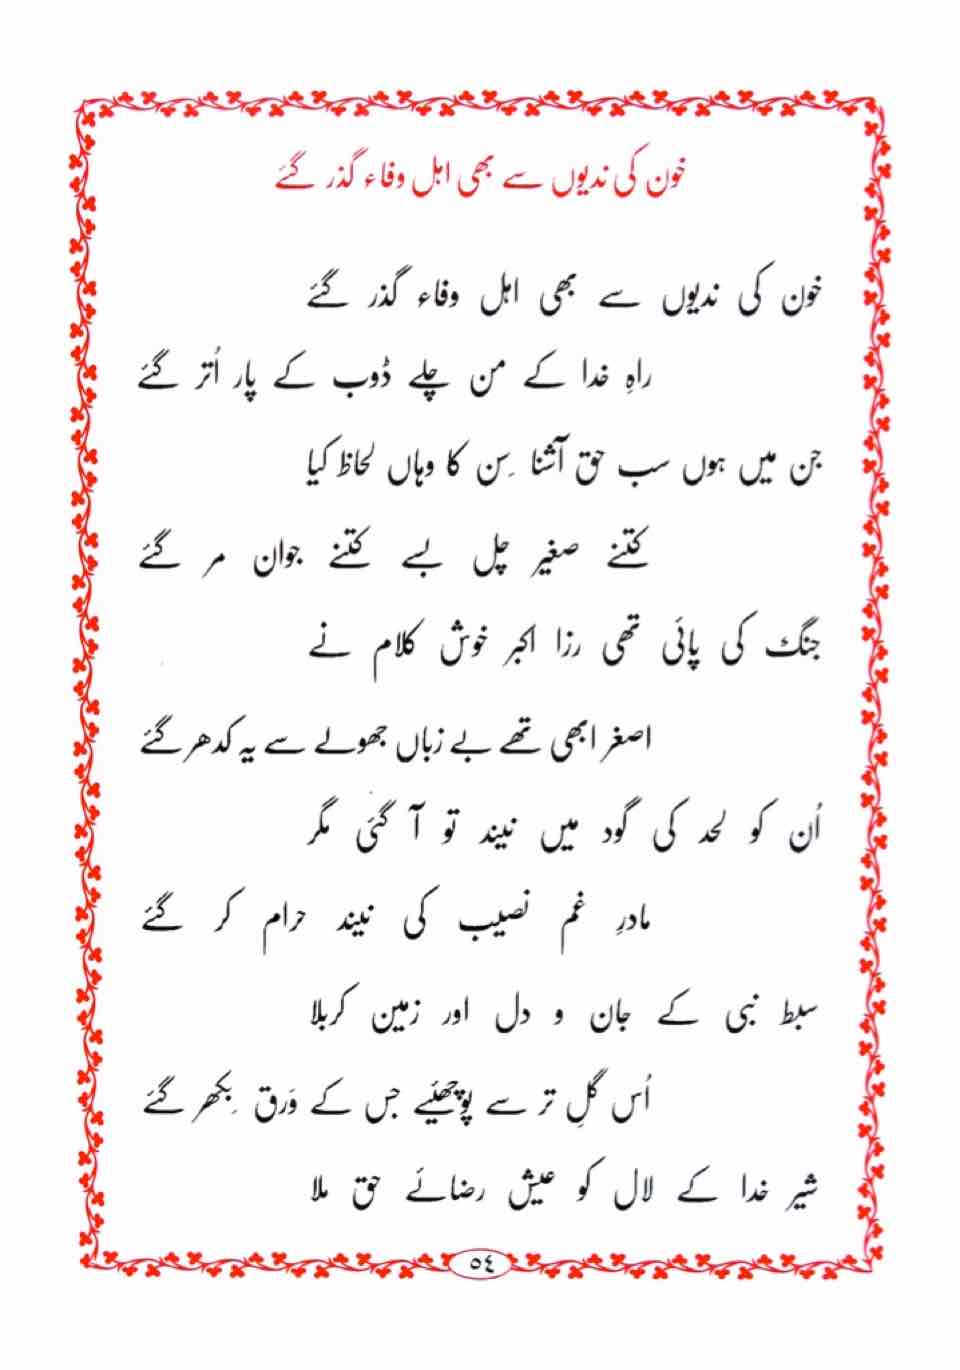 خون کی ندیوں سے بھی اہل وفاء گذر گئے
خون کی ندیوں سے بھی اہل وفاء گذر گئے
راہِ خدا کے من چلے ڈوب کے پار اُتر گئے
جن میں ہوں سب حق آشنا سِن کا وہاں لحاظ کیا
کتنے صغیر چل بسے کتنے جوان مر گئے
جنگ کی پائی تھی رزا اکبر خوش کلام نے
اصغر ابھی تھے بے زباں جھولے سے یہ کدھر گئے
اُن کو لحد کی گود میں نیند تو آ گئی مگر
مادرِ غم نصیب کی نیند حرام کر گئے
سبط نبی کے جان و دل اور زمین کربلا
اُس گلِ تر سے پوچھئیے جس کے وَرق بِکھر گئے
شیر خدا کے لال کو عیش رضائے حق ملا
٥٤